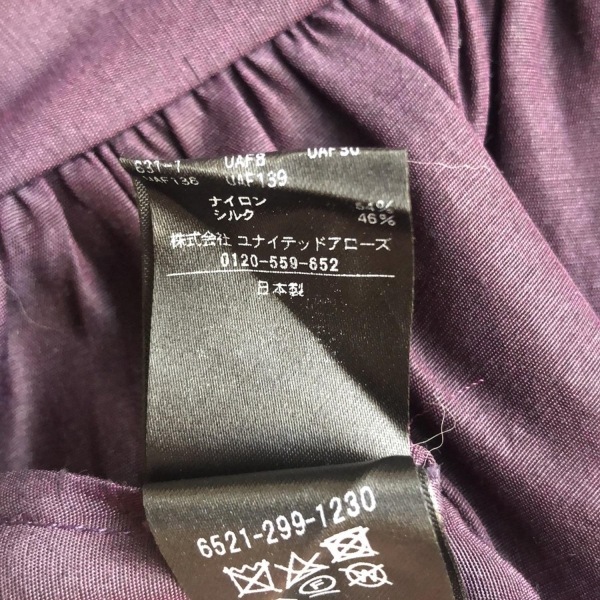 631-7 UAF8 UAF30
UAF136 UAF139
ナイロン 54%
シルク 46%
株式会社 ユナイテッドアローズ
0120-559-652
日本製
6521-299-1230